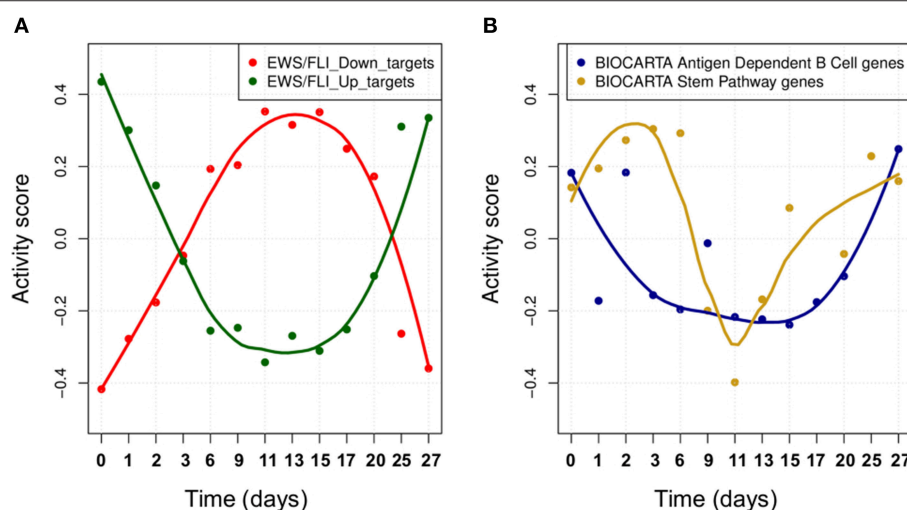 A
EWS/FLI_Down_targets
EWS/FLI_Up_targets
Activity score
0.4
0.2
0.0
−0.2
−0.4
0 1 2 3 6 9 11 13 15 17 20 25 27
Time (days)
B
BIOCARTA Antigen Dependent B Cell genes
BIOCARTA Stem Pathway genes
Activity score
0.4
0.2
0.0
−0.2
−0.4
0 1 2 3 6 9 11 13 15 17 20 25 27
Time (days)